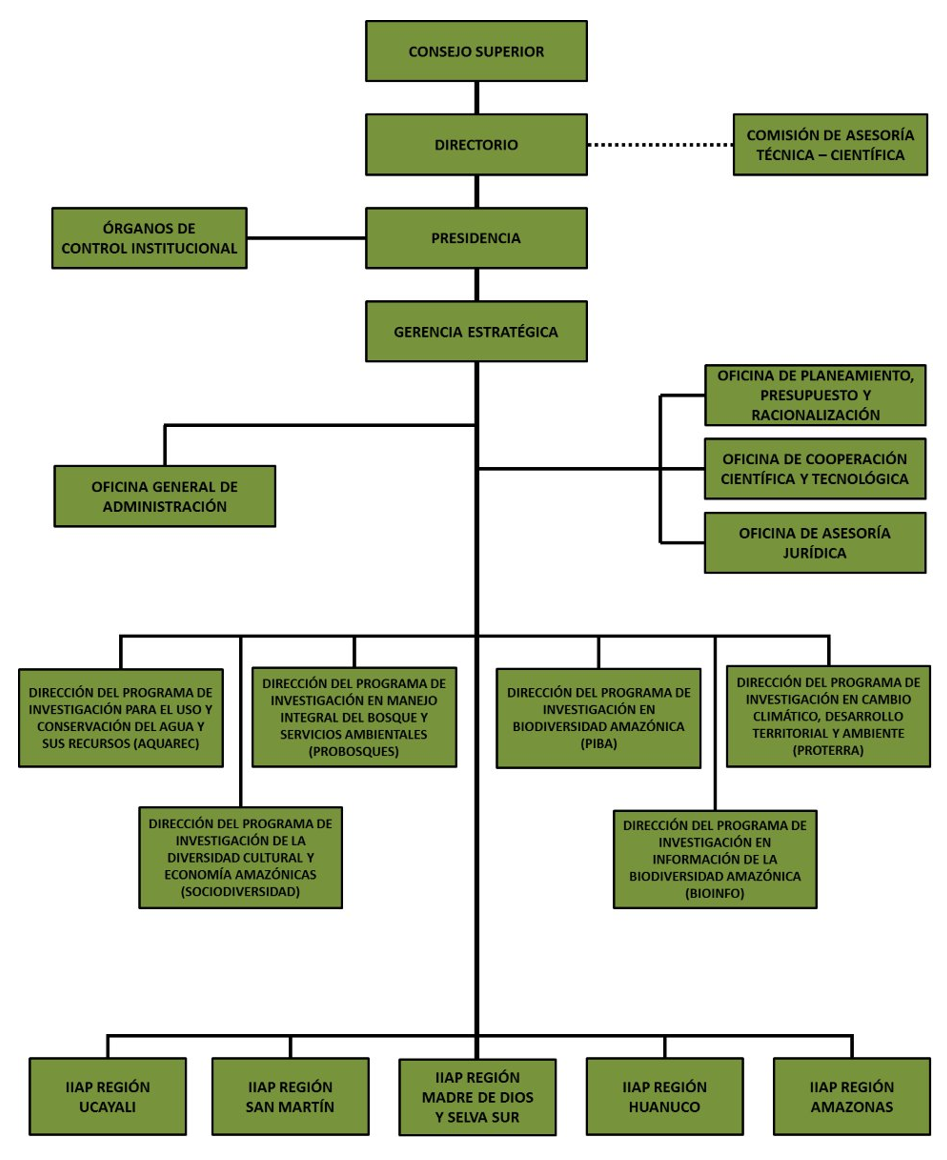 CONSEJO SUPERIOR
DIRECTORIO
COMISIÓN DE ASESORÍA
TÉCNICA – CIENTÍFICA
ÓRGANOS DE
CONTROL INSTITUCIONAL
PRESIDENCIA
GERENCIA ESTRATÉGICA
OFICINA DE PLANEAMIENTO,
PRESUPUESTO Y
RACIONALIZACIÓN
OFICINA GENERAL DE
ADMINISTRACIÓN
OFICINA DE COOPERACIÓN
CIENTÍFICA Y TECNOLÓGICA
OFICINA DE ASESORÍA
JURÍDICA
DIRECCIÓN DEL PROGRAMA DE
INVESTIGACIÓN PARA EL USO Y
CONSERVACIÓN DEL AGUA Y
SUS RECURSOS (AQUAREC)
DIRECCIÓN DEL PROGRAMA DE
INVESTIGACIÓN EN MANEJO
INTEGRAL DEL BOSQUE Y
SERVICIOS AMBIENTALES
(PROBOSQUES)
DIRECCIÓN DEL PROGRAMA DE
INVESTIGACIÓN EN
BIODIVERSIDAD AMAZÓNICA
(PIBA)
DIRECCIÓN DEL PROGRAMA DE
INVESTIGACIÓN EN CAMBIO
CLIMÁTICO, DESARROLLO
TERRITORIAL Y AMBIENTE
(PROTERRA)
DIRECCIÓN DEL PROGRAMA DE
INVESTIGACIÓN DE LA
DIVERSIDAD CULTURAL Y
ECONOMÍA AMAZÓNICAS
(SOCIODIVERSIDAD)
DIRECCIÓN DEL PROGRAMA DE
INVESTIGACIÓN EN
INFORMACIÓN DE LA
BIODIVERSIDAD AMAZÓNICA
(BIOINFO)
IIAP REGIÓN
UCAYALI
IIAP REGIÓN
SAN MARTÍN
IIAP REGIÓN
MADRE DE DIOS
Y SELVA SUR
IIAP REGIÓN
HUANUCO
IIAP REGIÓN
AMAZONAS